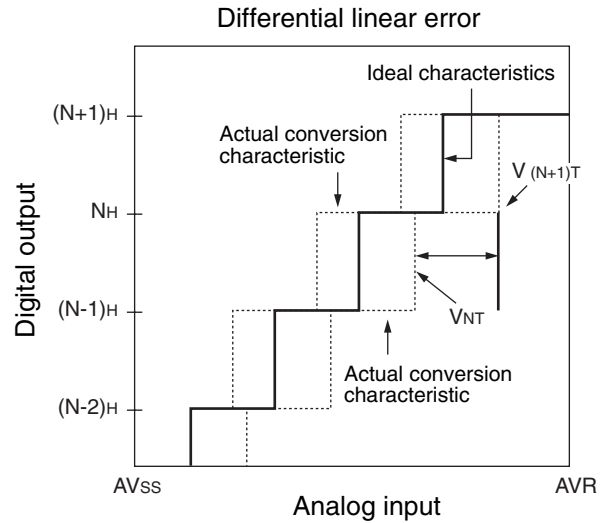 Differential linear error
Ideal characteristics
(N+1)H
Actual conversion
characteristic
V (N+1)T
NH
Digital output
(N-1)H
VNT
Actual conversion
characteristic
(N-2)H
AVSS
AVR
Analog input